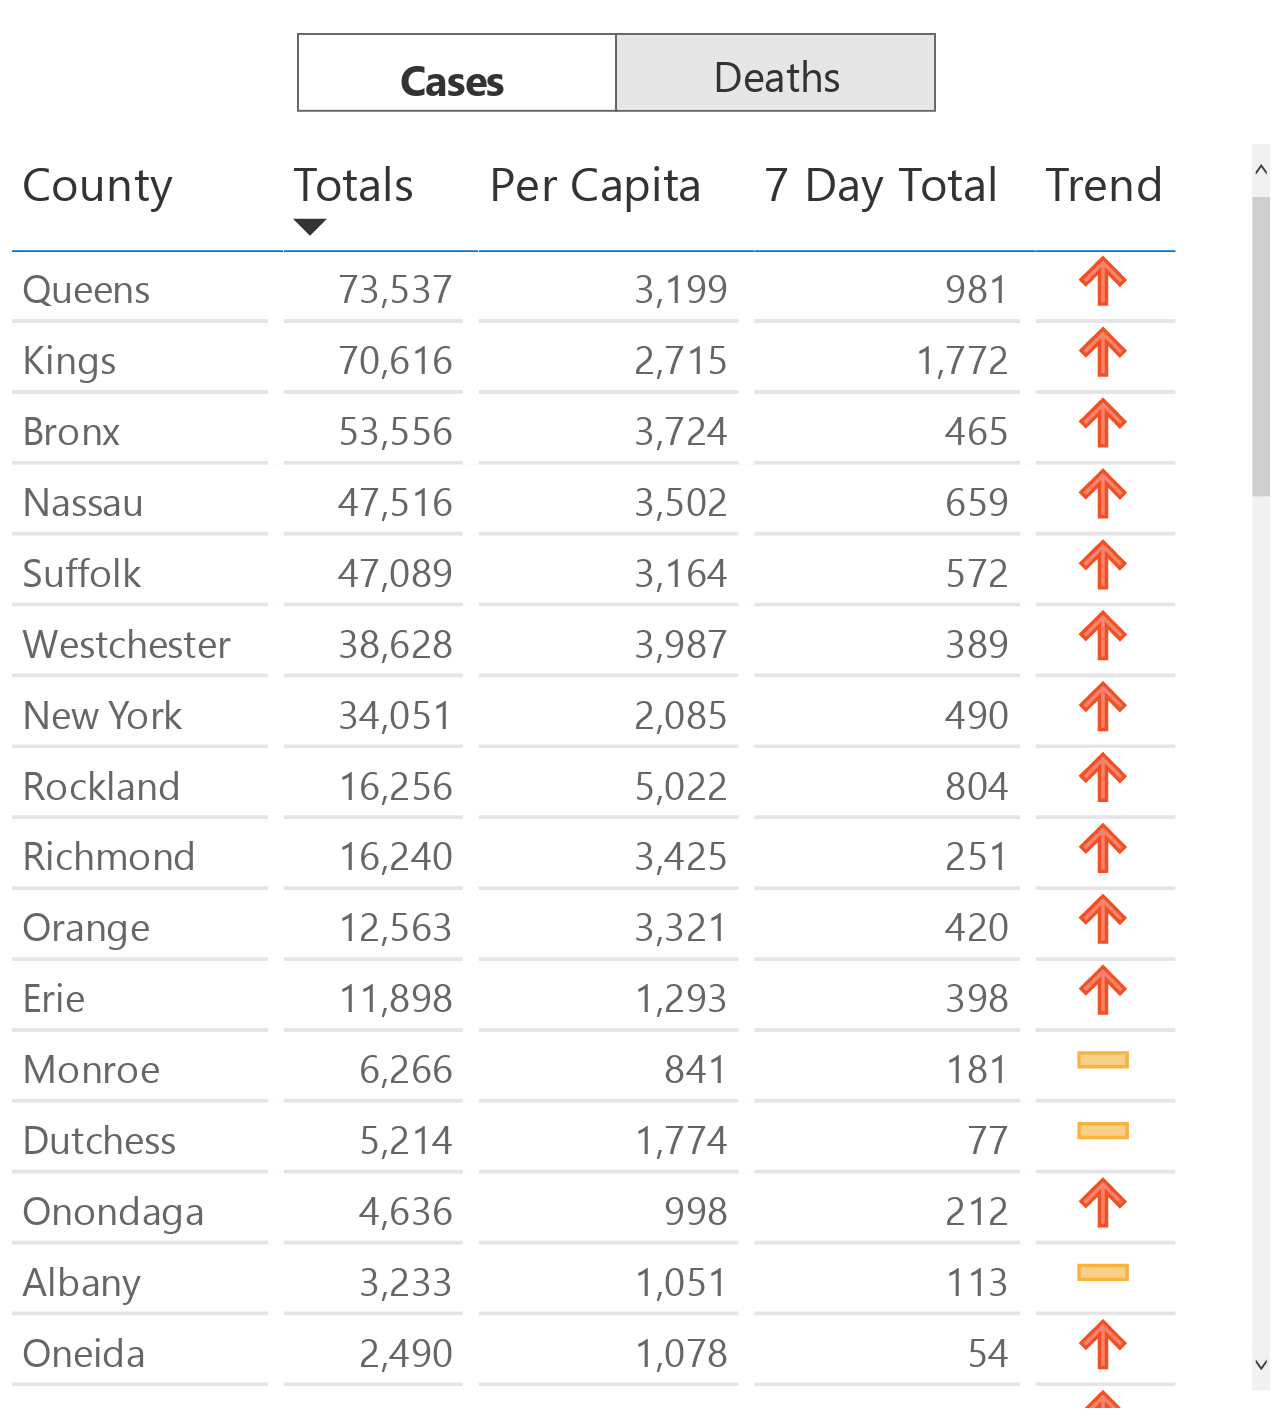 Cases Deaths
County Totals Per Capita 7 Day Total Trend
Queens 73,537 3,199 981
Kings 70,616 2,715 1,772
Bronx 53,556 3,724 465
Nassau 47,516 3,502 659
Suffolk 47,089 3,164 572
Westchester 38,628 3,987 389
New York 34,051 2,085 490
Rockland 16,256 5,022 804
Richmond 16,240 3,425 251
Orange 12,563 3,321 420
Erie 11,898 1,293 398
Monroe 6,266 841 181
Dutchess 5,214 1,774 77
Onondaga 4,636 998 212
Albany 3,233 1,051 113
Oneida 2,490 1,078 54